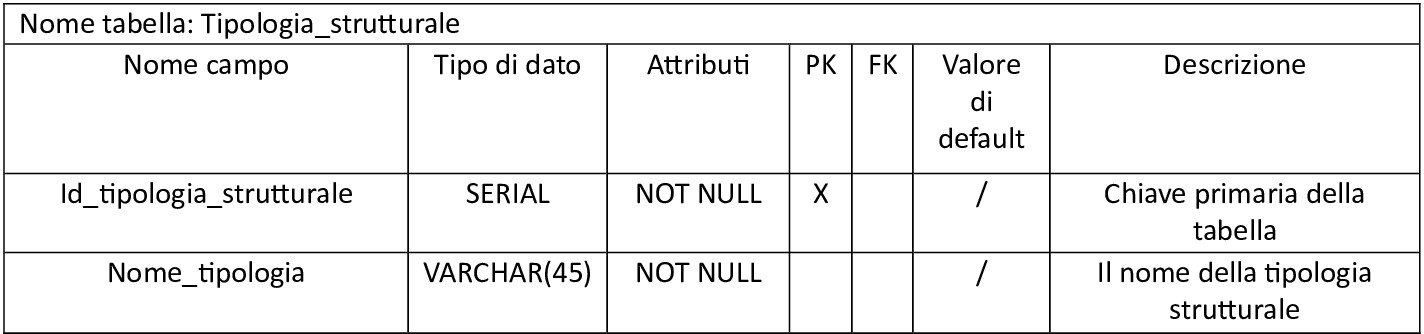 Nome tabella: Tipologia_strutturale
Nome campo Tipo di dato Attributi PK FK Valore di default Descrizione
Id_tipologia_strutturale SERIAL NOT NULL X / Chiave primaria della tabella
Nome_tipologia VARCHAR(45) NOT NULL / Il nome della tipologia strutturale